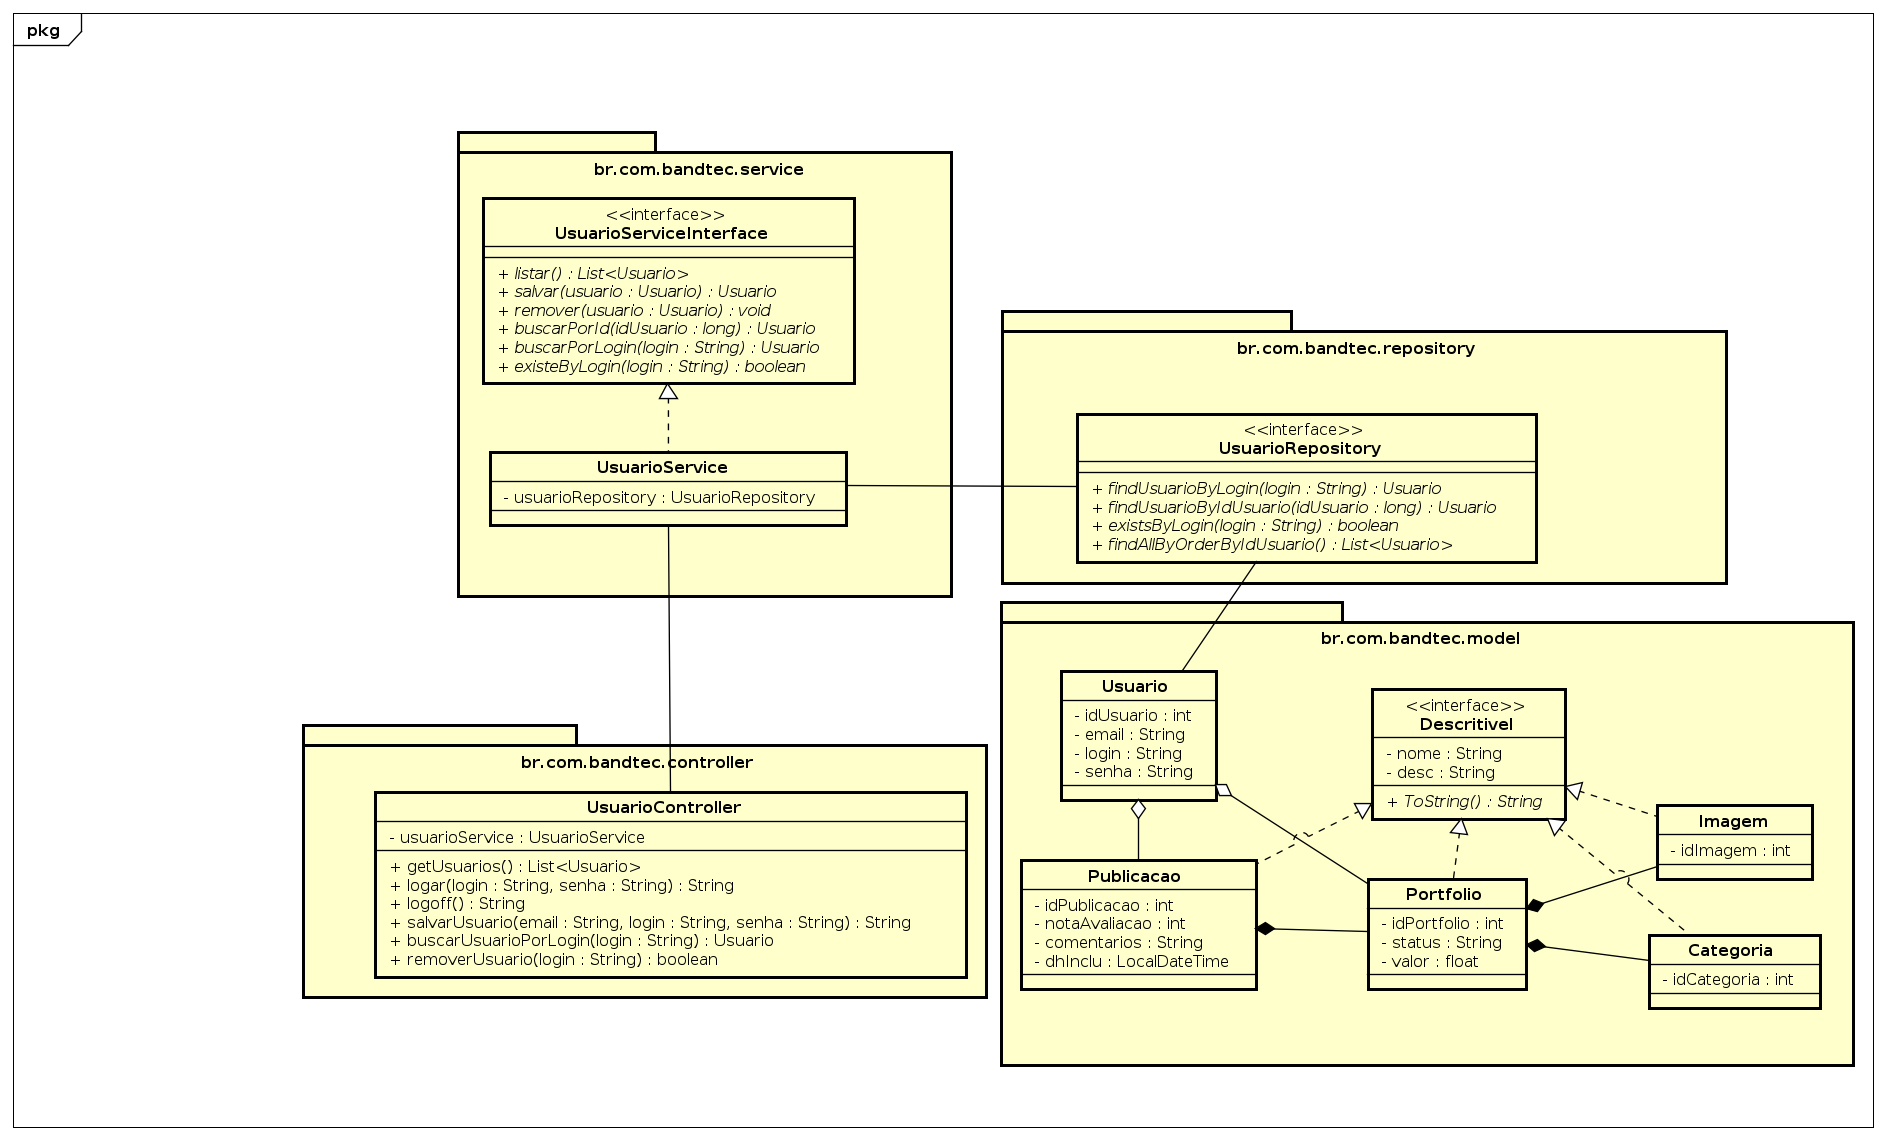 pkg
br.com.bandtec.service
<<interface>>
UsuarioServiceInterface
+ listar() : List<Usuario>
+ salvar(usuario : Usuario) : Usuario
+ remover(usuario : Usuario) : void
+ buscarPorId(idUsuario : long) : Usuario
+ buscarPorLogin(login : String) : Usuario
+ existeByLogin(login : String) : boolean
UsuarioService
- usuarioRepository : UsuarioRepository
br.com.bandtec.repository
<<interface>>
UsuarioRepository
+ findUsuarioByLogin(login : String) : Usuario
+ findUsuarioByIdUsuario(idUsuario : long) : Usuario
+ existsByLogin(login : String) : boolean
+ findAllByOrderByIdUsuario() : List<Usuario>
br.com.bandtec.controller
UsuarioController
- usuarioService : UsuarioService
+ getUsuarios() : List<Usuario>
+ logar(login : String, senha : String) : String
+ logoff() : String
+ salvarUsuario(email : String, login : String, senha : String) : String
+ buscarUsuarioPorLogin(login : String) : Usuario
+ removerUsuario(login : String) : boolean
br.com.bandtec.model
Usuario
- idUsuario : int
- email : String
- login : String
- senha : String
<<interface>>
Descritivel
- nome : String
- desc : String
+ ToString() : String
Imagem
- idImagem : int
Publicacao
- idPublicacao : int
- notaAvaliacao : int
- comentarios : String
- dhInclu : LocalDateTime
Portfolio
- idPortfolio : int
- status : String
- valor : float
Categoria
- idCategoria : int